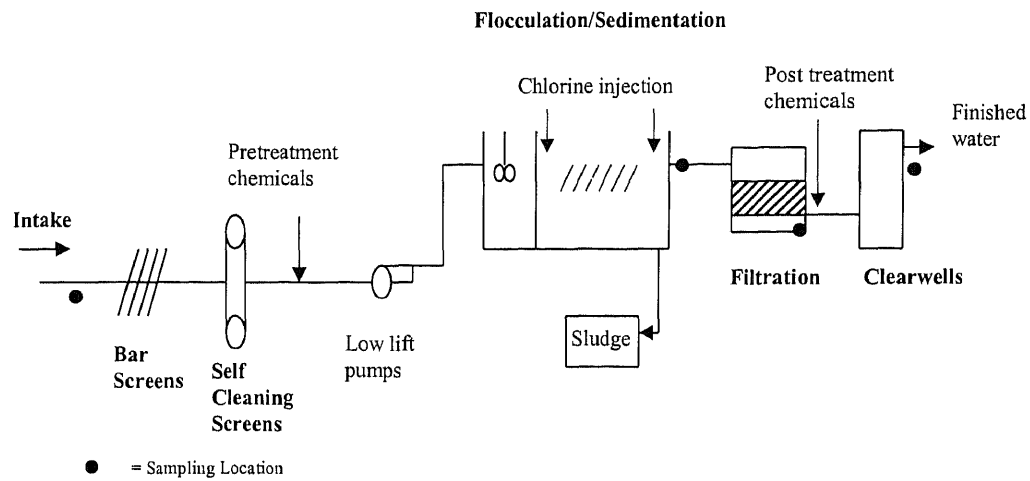 Flocculation/Sedimentation
Chlorine injection
Post treatment
chemicals
Finished
water
Pretreatment
chemicals
Intake
Filtration
Clearwells
Sludge
Low lift
pumps
Bar
Screens
Self
Cleaning
Screens
= Sampling Location